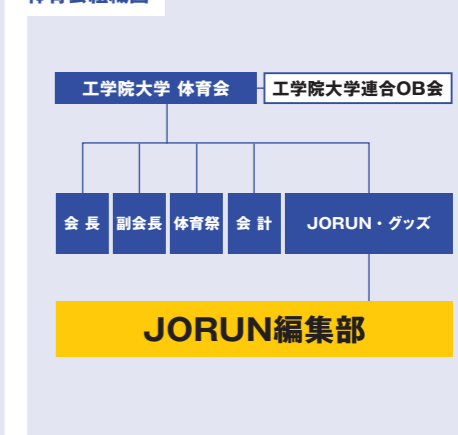 工学院大学 体育会
工学院大学連合OB会
会 長
副会長
体育祭
会 計
JORUN・グッズ
JORUN編集部